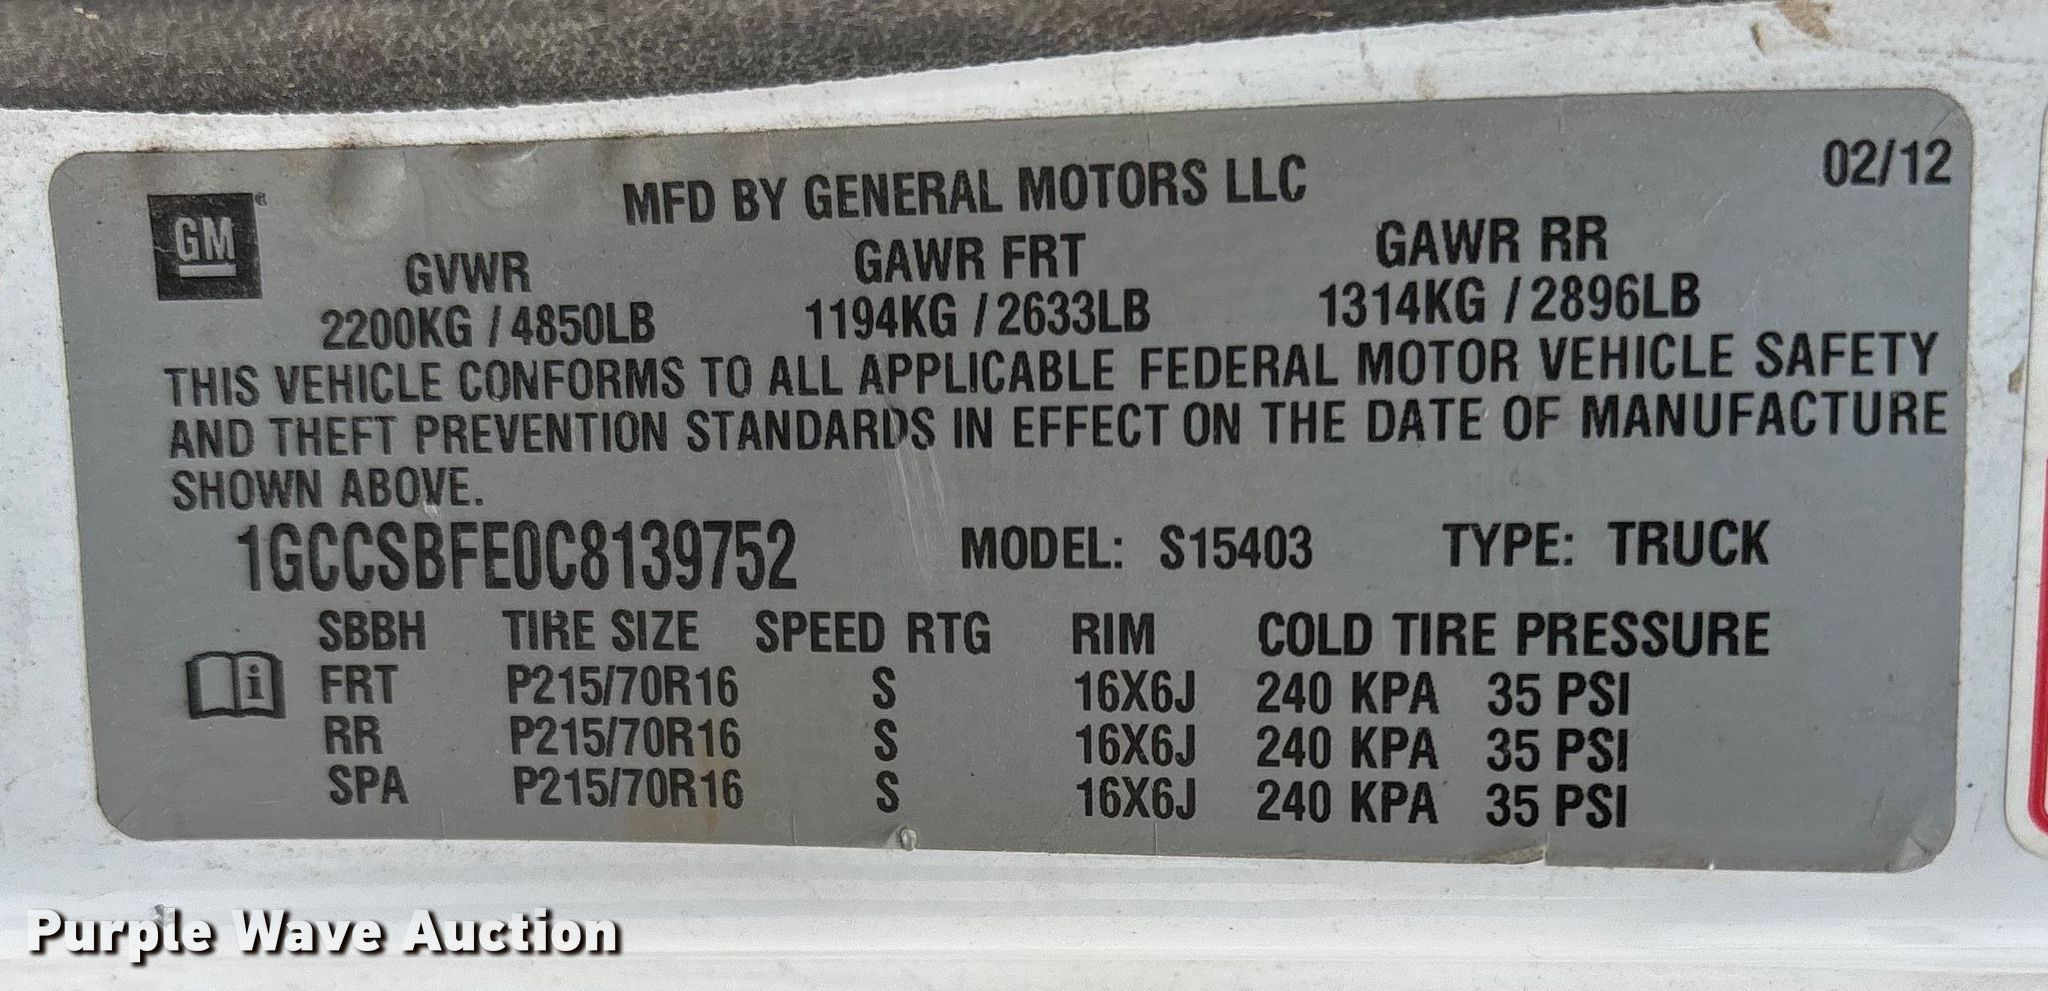 02/12
MFD BY GENERAL MOTORS LLC
GM
GVWR GAWR FRT GAWR RR
2200KG / 4850LB 1194KG / 2633LB 1314KG / 2896LB
THIS VEHICLE CONFORMS TO ALL APPLICABLE FEDERAL MOTOR VEHICLE SAFETY
AND THEFT PREVENTION STANDARDS IN EFFECT ON THE DATE OF MANUFACTURE
SHOWN ABOVE.
1GCCSBFE0C8139752 MODEL: S15403 TYPE: TRUCK
SBBH TIRE SIZE SPEED RTG RIM COLD TIRE PRESSURE
FRT P215/70R16 S 16X6J 240 KPA 35 PSI
RR P215/70R16 S 16X6J 240 KPA 35 PSI
SPA P215/70R16 S 16X6J 240 KPA 35 PSI
Purple Wave Auction